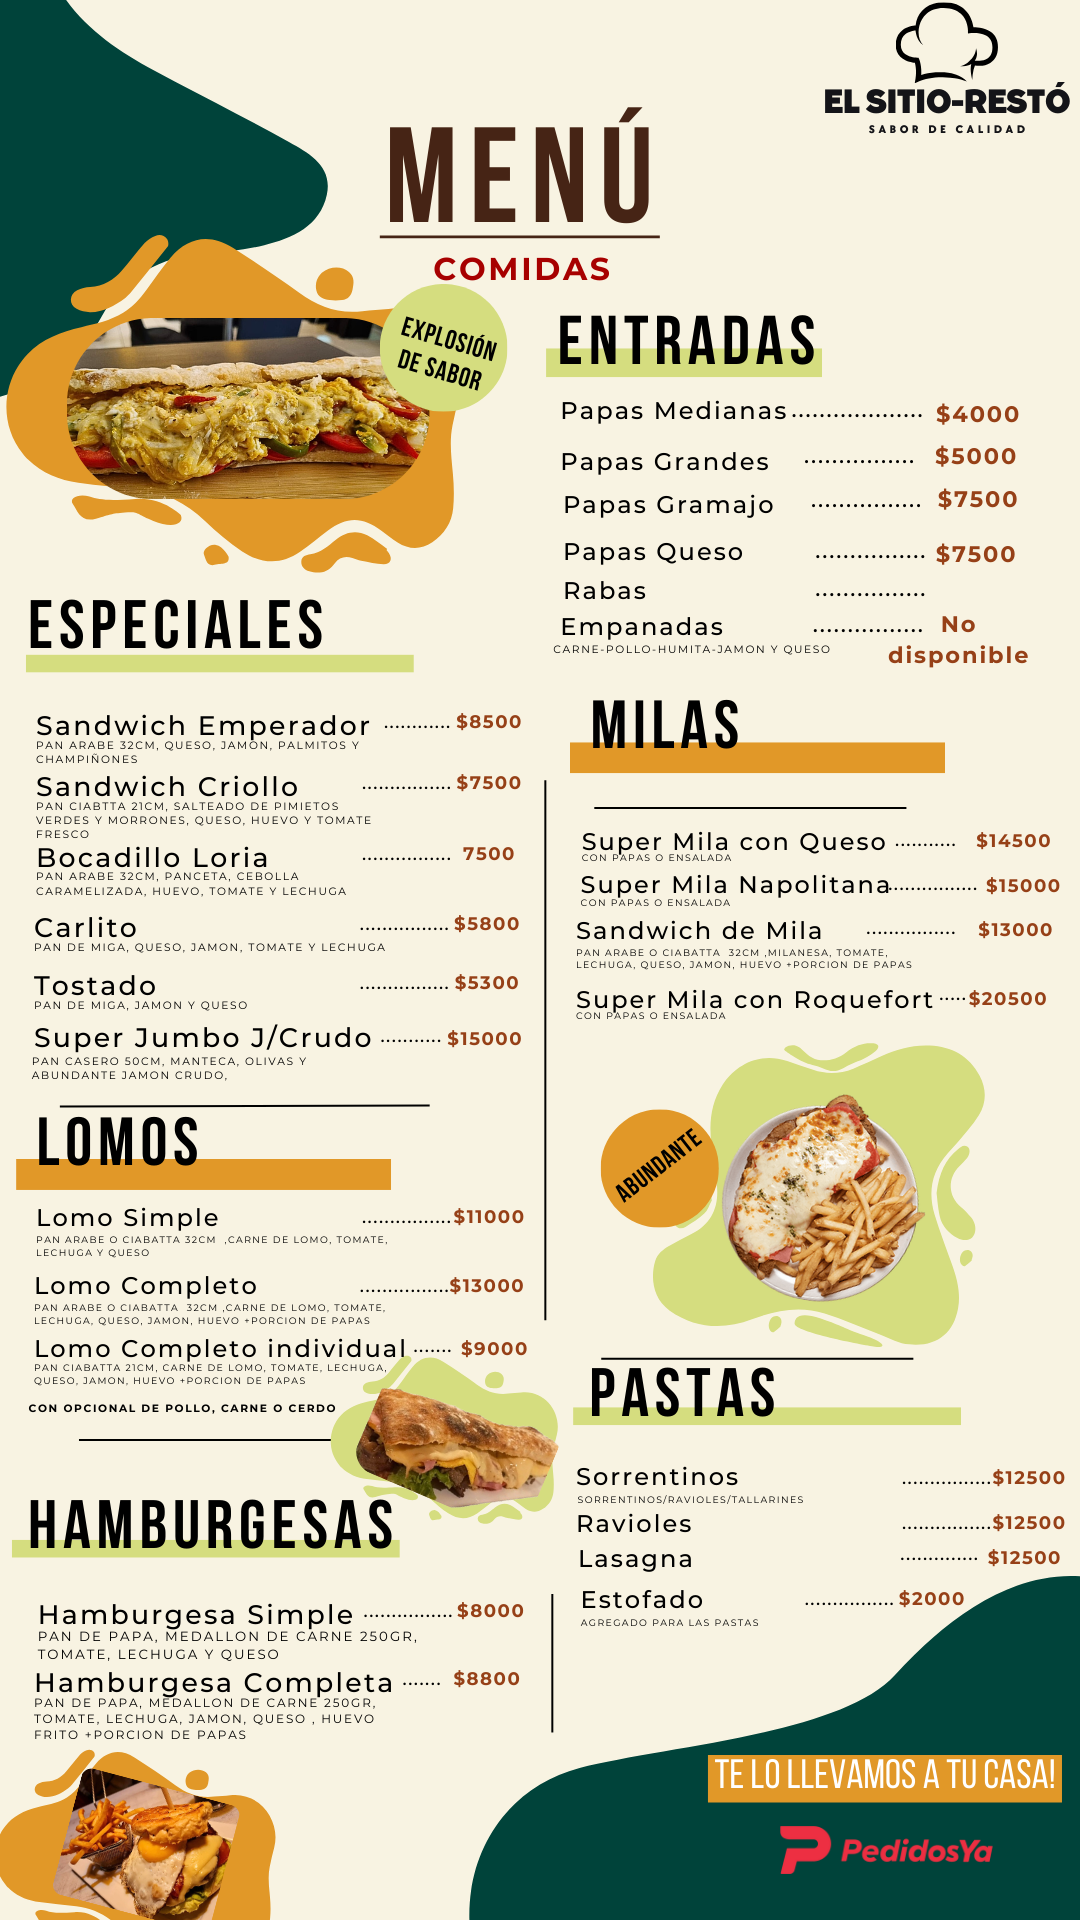 EL SITIO-RESTÓ
SABOR DE CALIDAD
MENÚ
COMIDAS
EXPLOSIÓN
DE SABOR
ENTRADAS
Papas Medianas................... $4000
Papas Grandes ................ $5000
Papas Gramajo ................ $7500
Papas Queso ................ $7500
Rabas ................
Empanadas ................ No
disponible
CARNE-POLLO-HUMITA-JAMON Y QUESO
ESPECIALES
Sandwich Emperador ............ $8500
PAN ARABE 32CM, QUESO, JAMON, PALMITOS Y
CHAMPIÑONES
Sandwich Criollo ................ $7500
PAN CIABTTA 21CM, SALTEADO DE PIMIETOS
VERDES Y MORRONES, QUESO, HUEVO Y TOMATE
FRESCO
Bocadillo Loria ................ 7500
PAN ARABE 32CM, PANCETA, CEBOLLA
CARAMELIZADA, HUEVO, TOMATE Y LECHUGA
Carlito ................ $5800
PAN DE MIGA, QUESO, JAMON, TOMATE Y LECHUGA
Tostado ................ $5300
PAN DE MIGA, JAMON Y QUESO
Super Jumbo J/Crudo ........... $15000
PAN CASERO 50CM, MANTECA, OLIVAS Y
ABUNDANTE JAMON CRUDO,
MILAS
Super Mila con Queso ........... $14500
CON PAPAS O ENSALADA
Super Mila Napolitana................ $15000
CON PAPAS O ENSALADA
Sandwich de Mila ................ $13000
PAN ARABE O CIABATTA 32CM ,MILANESA, TOMATE,
LECHUGA, QUESO, JAMON, HUEVO +PORCION DE PAPAS
Super Mila con Roquefort .....$20500
CON PAPAS O ENSALADA
ABUNDANTE
LOMOS
Lomo Simple ................$11000
PAN ARABE O CIABATTA 32CM ,CARNE DE LOMO, TOMATE,
LECHUGA Y QUESO
Lomo Completo ................$13000
PAN ARABE O CIABATTA 32CM ,CARNE DE LOMO, TOMATE,
LECHUGA, QUESO, JAMON, HUEVO +PORCION DE PAPAS
Lomo Completo individual ....... $9000
PAN CIABATTA 21CM, CARNE DE LOMO, TOMATE, LECHUGA,
QUESO, JAMON, HUEVO +PORCION DE PAPAS
CON OPCIONAL DE POLLO, CARNE O CERDO
PASTAS
Sorrentinos ................$12500
SORRENTINOS/RAVIOLES/TALLARINES
Ravioles ................$12500
Lasagna .............. $12500
Estofado ................ $2000
AGREGADO PARA LAS PASTAS
HAMBURGESAS
Hamburgesa Simple ................ $8000
PAN DE PAPA, MEDALLON DE CARNE 250GR,
TOMATE, LECHUGA Y QUESO
Hamburgesa Completa ....... $8800
PAN DE PAPA, MEDALLON DE CARNE 250GR,
TOMATE, LECHUGA, JAMON, QUESO , HUEVO
FRITO +PORCION DE PAPAS
TE LO LLEVAMOS A TU CASA!
PedidosYa